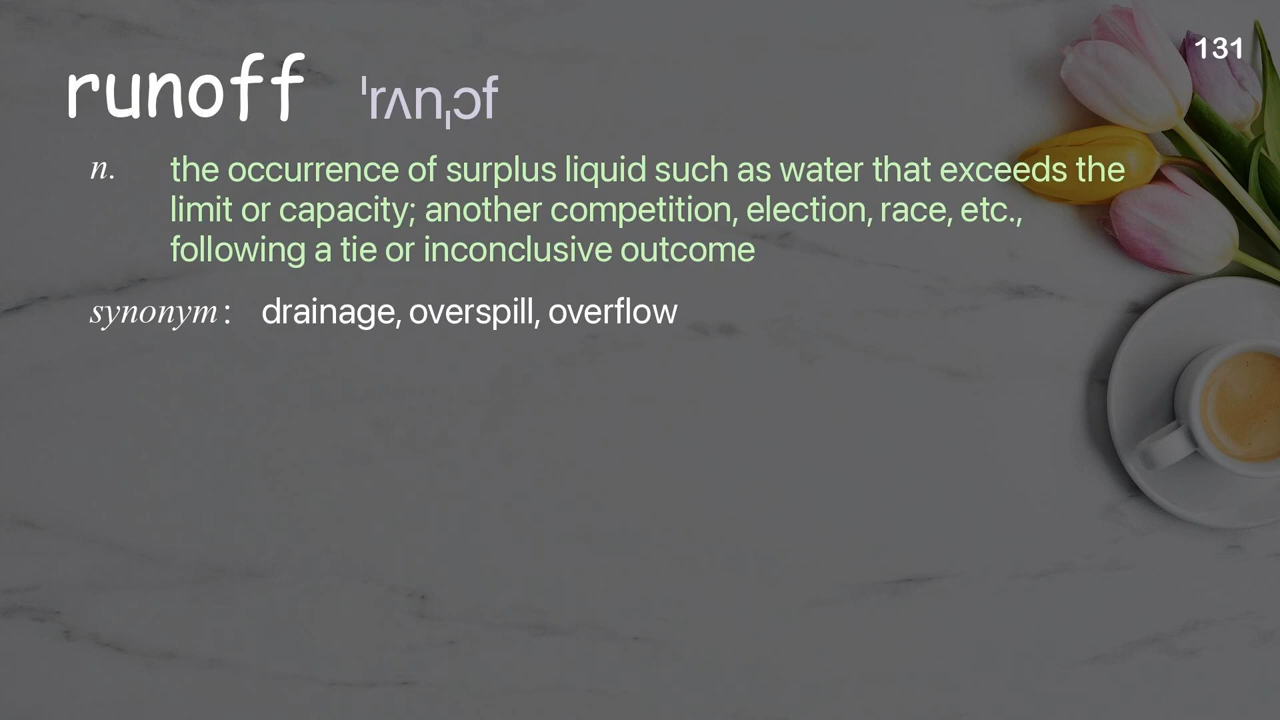 131
runoff ˈrʌnˌɔf
n. the occurrence of surplus liquid such as water that exceeds the
limit or capacity; another competition, election, race, etc.,
following a tie or inconclusive outcome
synonym: drainage, overspill, overflow